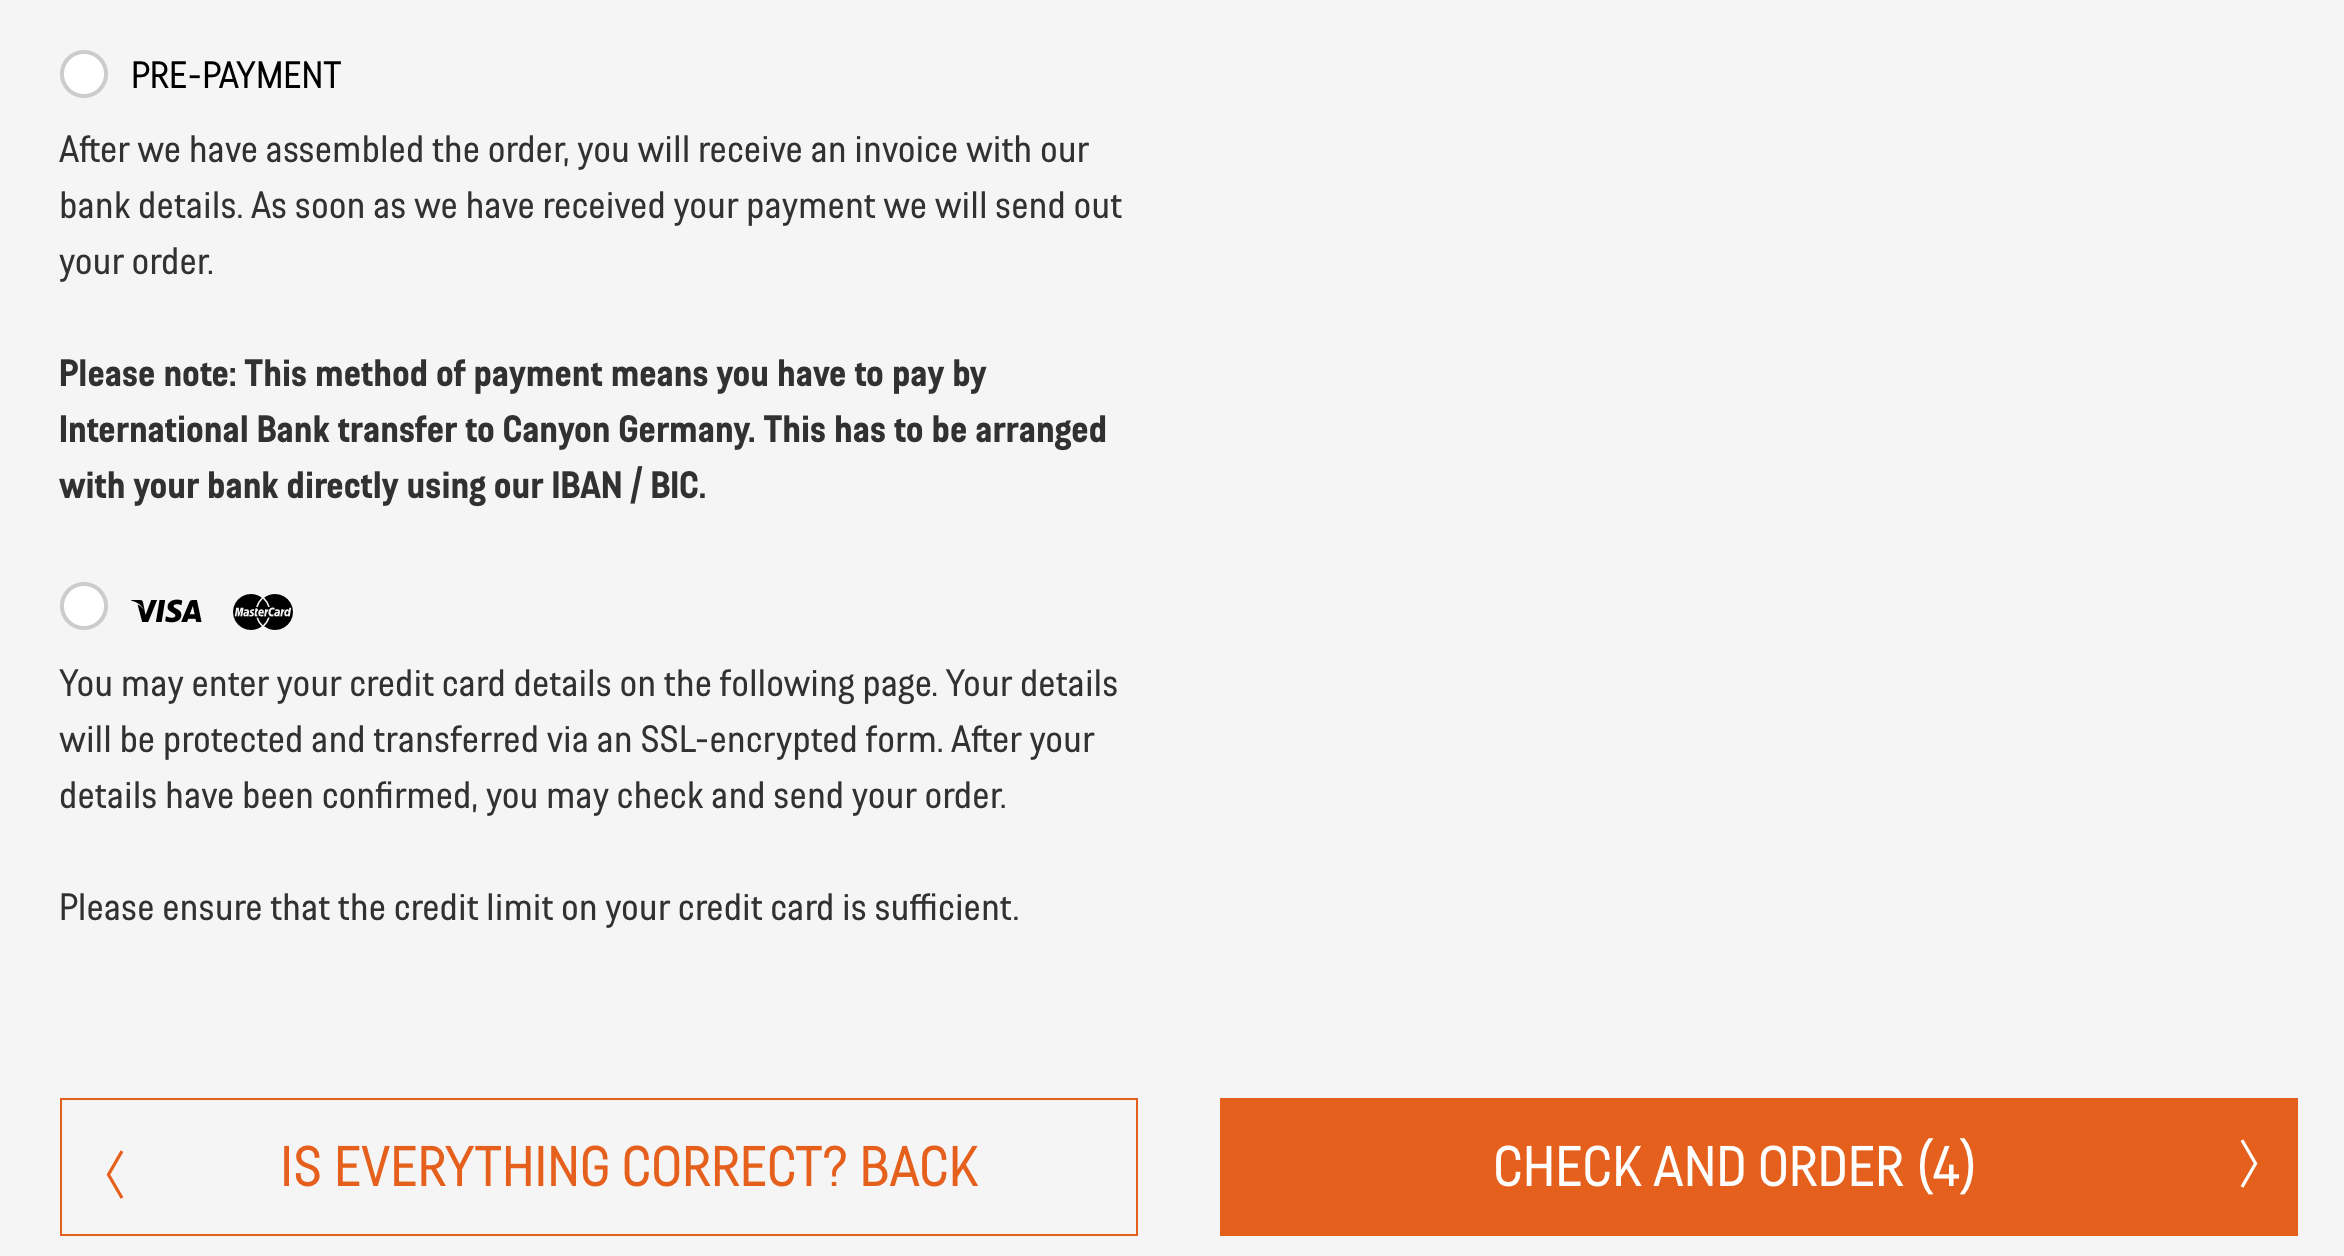 PRE-PAYMENT
After we have assembled the order, you will receive an invoice with our
bank details. As soon as we have received your payment we will send out
your order.
Please note: This method of payment means you have to pay by
International Bank transfer to Canyon Germany. This has to be arranged
with your bank directly using our IBAN / BIC.
VISA MasterCard
You may enter your credit card details on the following page. Your details
will be protected and transferred via an SSL-encrypted form. After your
details have been confirmed, you may check and send your order.
Please ensure that the credit limit on your credit card is sufficient.
IS EVERYTHING CORRECT? BACK
CHECK AND ORDER (4)